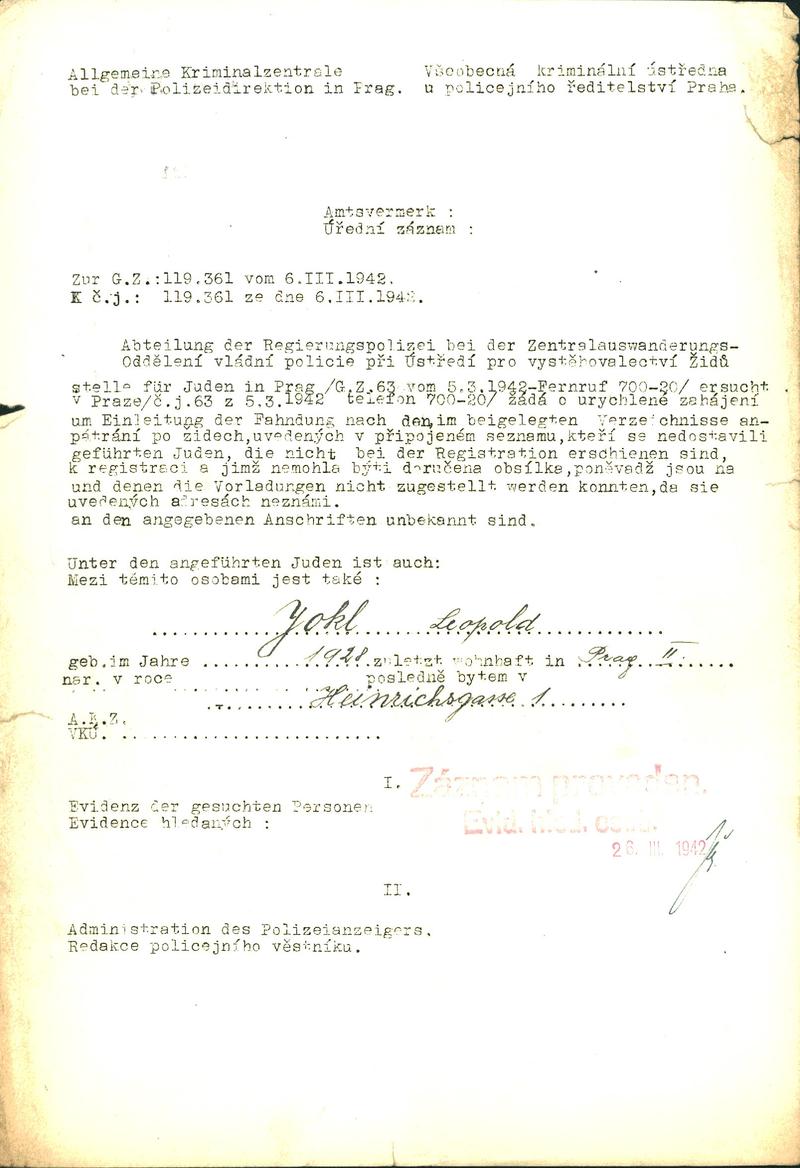 Allgemeine Kriminalzentrale
bei der Polizeidirektion in Prag.
Všeobecná kriminální ústředna
u policejního ředitelství Praha.
Amtsvermerk :
Úřední záznam :
Zur G.Z.:119.361 vom 6.III.1942.
K č.j.: 119.361 ze dne 6.III.1942.
Abteilung der Regierungspolizei bei der Zentralauswanderungs-
Oddělení vládní policie při Ústředí pro vystěhovalectví Židů
stelle für Juden in Prag /G.Z.63 vom 5.3.1942-Fernruf 700-20/ ersucht
v Praze/č.j.63 z 5.3.1942 telefon 700-20/ žádá o urychlené zahájení
um Einleitung der Fahndung nach den,im beigelegten Verzeichnisse an-
pátrání po židech,uvedených v připojeném seznamu,kteří se nedostavili
geführten Juden, die nicht bei der Registration erschienen sind,
k registraci a jimž nemohla býti doručena obsílka,poněvadž jsou na
und denen die Vorladungen nicht zugestellt werden konnten,da sie
uvedených adresách neznámi.
an den angegebenen Anschriften unbekannt sind.
Unter den angeführten Juden ist auch:
Mezi těmito osobami jest také :
Yokl Leopold
geb.im Jahre 1928 zuletzt wohnhaft in Prag II.
nar. v roce posledně bytem v
Heinrichsgasse 1.
A.K.Z.
VKÚ.
I.
Záznam proveden.
Evidenz der gesuchten Personen
Evidence hledaných :
Evid. hled. osob.
26. III. 1942
II.
Administration des Polizeianzeigers.
Redakce policejního věstníku.